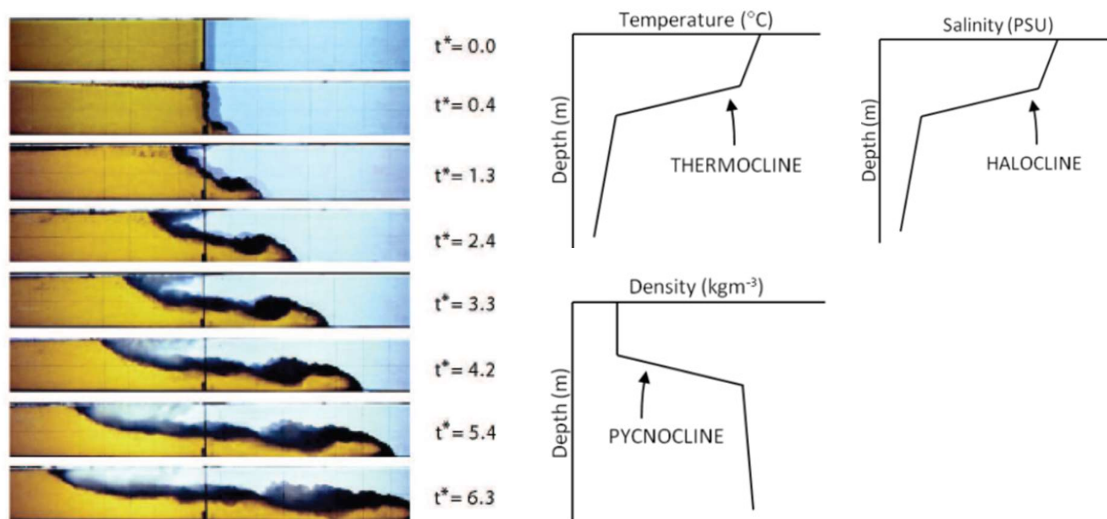 t*= 0.0
t*= 0.4
t*= 1.3
t*= 2.4
t*= 3.3
t*= 4.2
t*= 5.4
t*= 6.3
Temperature (°C)
Depth (m)
THERMOCLINE
Salinity (PSU)
Depth (m)
HALOCLINE
Density (kgm⁻³)
Depth (m)
PYCNOCLINE